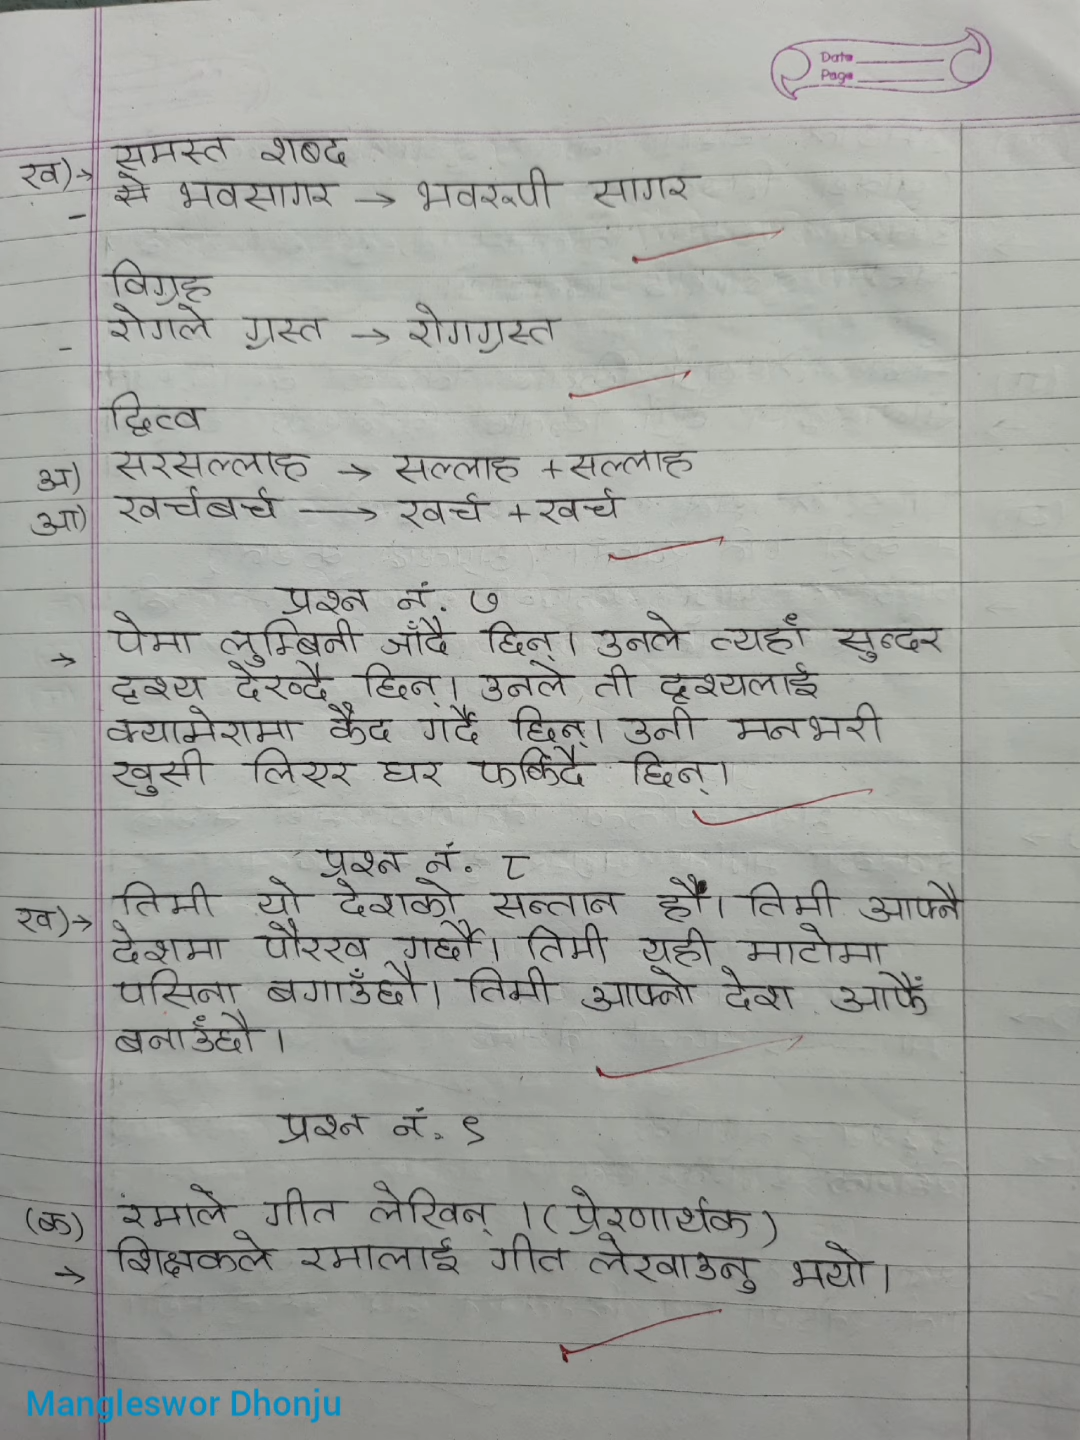 Date
Page
ख)→ समस्त शब्द
- भवसागर → भवरूपी सागर
विग्रह
- रोगले ग्रस्त → रोगग्रस्त
द्वित्व
अ) सरसल्लाह → सल्लाह + सल्लाह
आ) खर्चबर्च → खर्च + खर्च
प्रश्न नं. ७
→ पेमा लुम्बिनी जाँदै छिन्। उनले त्यहाँ सुन्दर
दृश्य देख्दै छिन्। उनले ती दृश्यलाई
क्यामेरामा कैद गर्दै छिन्। उनी मनभरी
खुसी लिएर घर फर्किदै छिन्।
प्रश्न नं. ८
ख)→ तिमी यो देशको सन्तान हौ। तिमी आफ्नै
देशमा पौरख गर्छौ। तिमी यही माटोमा
पसिना बगाउँछौ। तिमी आफ्नो देश आफैँ
बनाउँछौ।
प्रश्न नं. ९
(क) रमाले गीत लेखिन् । (प्रेरणार्थक)
→ शिक्षकले रमालाई गीत लेखाउनु भयो।
Mangleswor Dhonju